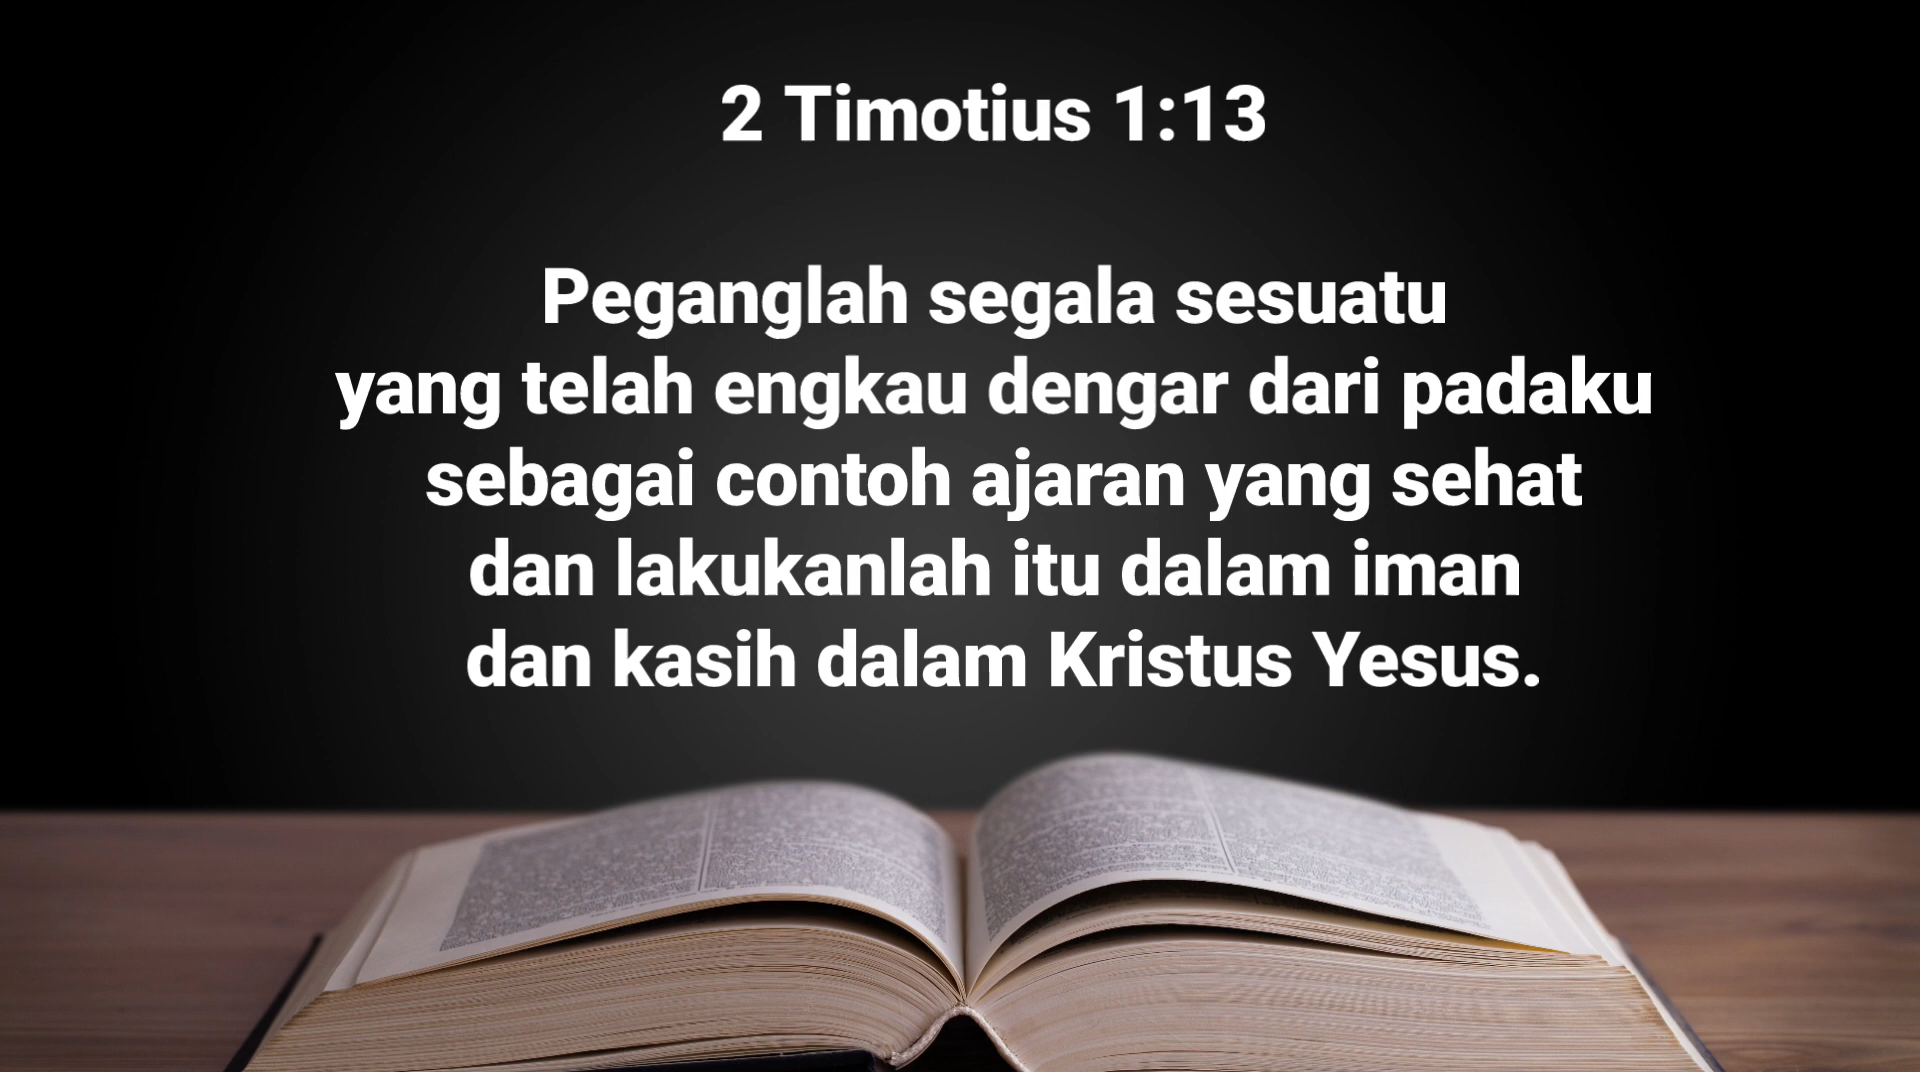 2 Timotius 1:13
Peganglah segala sesuatu
yang telah engkau dengar dari padaku
sebagai contoh ajaran yang sehat
dan lakukanlah itu dalam iman
dan kasih dalam Kristus Yesus.